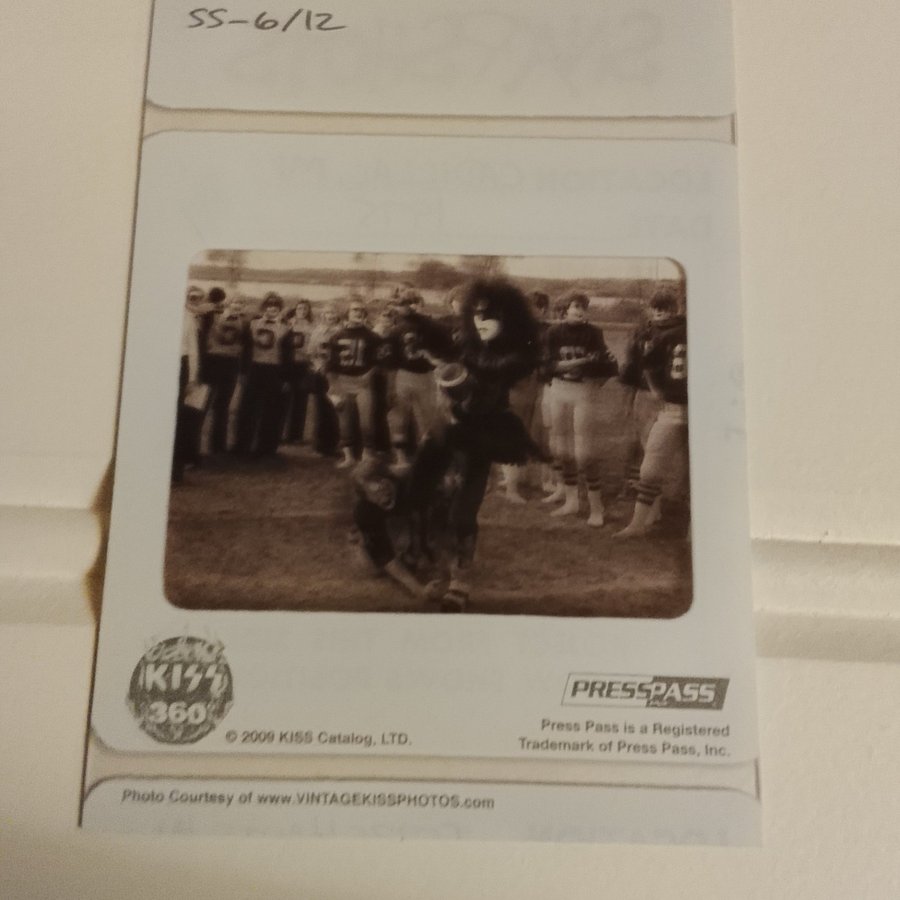 SS-6/12
21
KISS
360
© 2009 KISS Catalog, LTD.
PRESSPASS
Press Pass is a Registered
Trademark of Press Pass, Inc.
Photo Courtesy of www.VINTAGEKISSPHOTOS.com